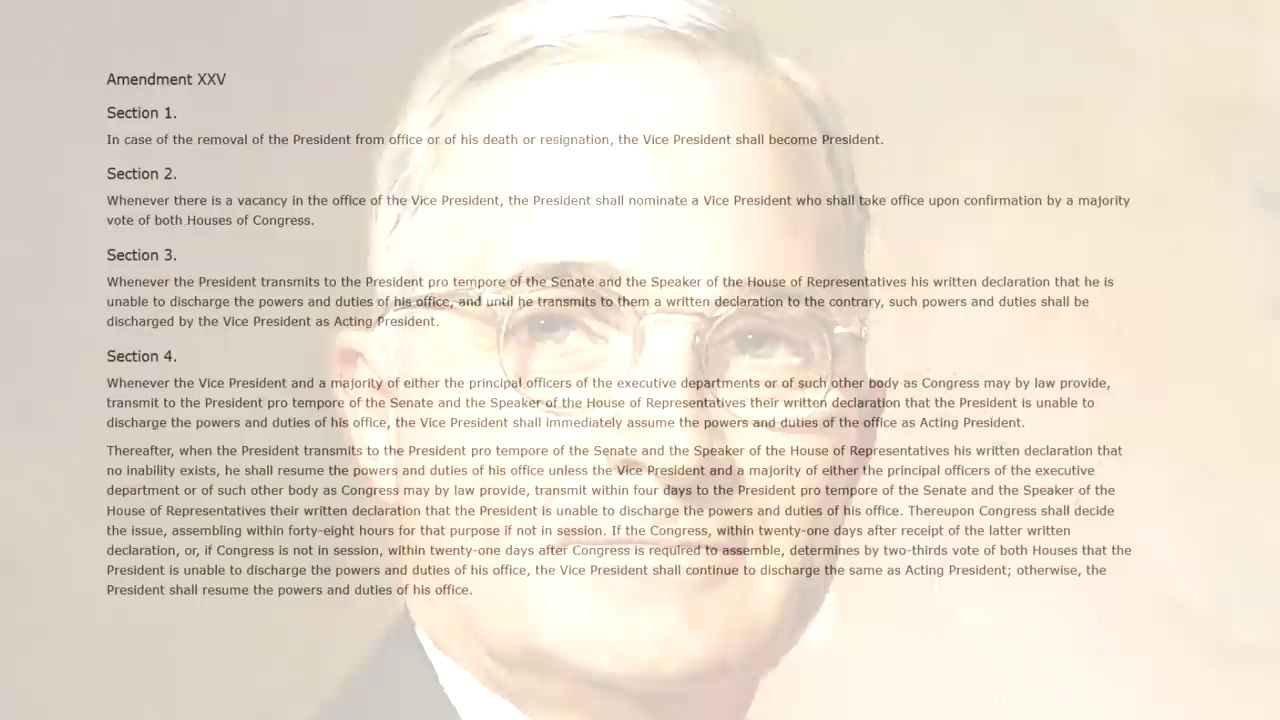 Amendment XXV
Section 1.
In case of the removal of the President from office or of his death or resignation, the Vice President shall become President.
Section 2.
Whenever there is a vacancy in the office of the Vice President, the President shall nominate a Vice President who shall take office upon confirmation by a majority
vote of both Houses of Congress.
Section 3.
Whenever the President transmits to the President pro tempore of the Senate and the Speaker of the House of Representatives his written declaration that he is
unable to discharge the powers and duties of his office, and until he transmits to them a written declaration to the contrary, such powers and duties shall be
discharged by the Vice President as Acting President.
Section 4.
Whenever the Vice President and a majority of either the principal officers of the executive departments or of such other body as Congress may by law provide,
transmit to the President pro tempore of the Senate and the Speaker of the House of Representatives their written declaration that the President is unable to
discharge the powers and duties of his office, the Vice President shall immediately assume the powers and duties of the office as Acting President.
Thereafter, when the President transmits to the President pro tempore of the Senate and the Speaker of the House of Representatives his written declaration that
no inability exists, he shall resume the powers and duties of his office unless the Vice President and a majority of either the principal officers of the executive
department or of such other body as Congress may by law provide, transmit within four days to the President pro tempore of the Senate and the Speaker of the
House of Representatives their written declaration that the President is unable to discharge the powers and duties of his office. Thereupon Congress shall decide
the issue, assembling within forty-eight hours for that purpose if not in session. If the Congress, within twenty-one days after receipt of the latter written
declaration, or, if Congress is not in session, within twenty-one days after Congress is required to assemble, determines by two-thirds vote of both Houses that the
President is unable to discharge the powers and duties of his office, the Vice President shall continue to discharge the same as Acting President; otherwise, the
President shall resume the powers and duties of his office.